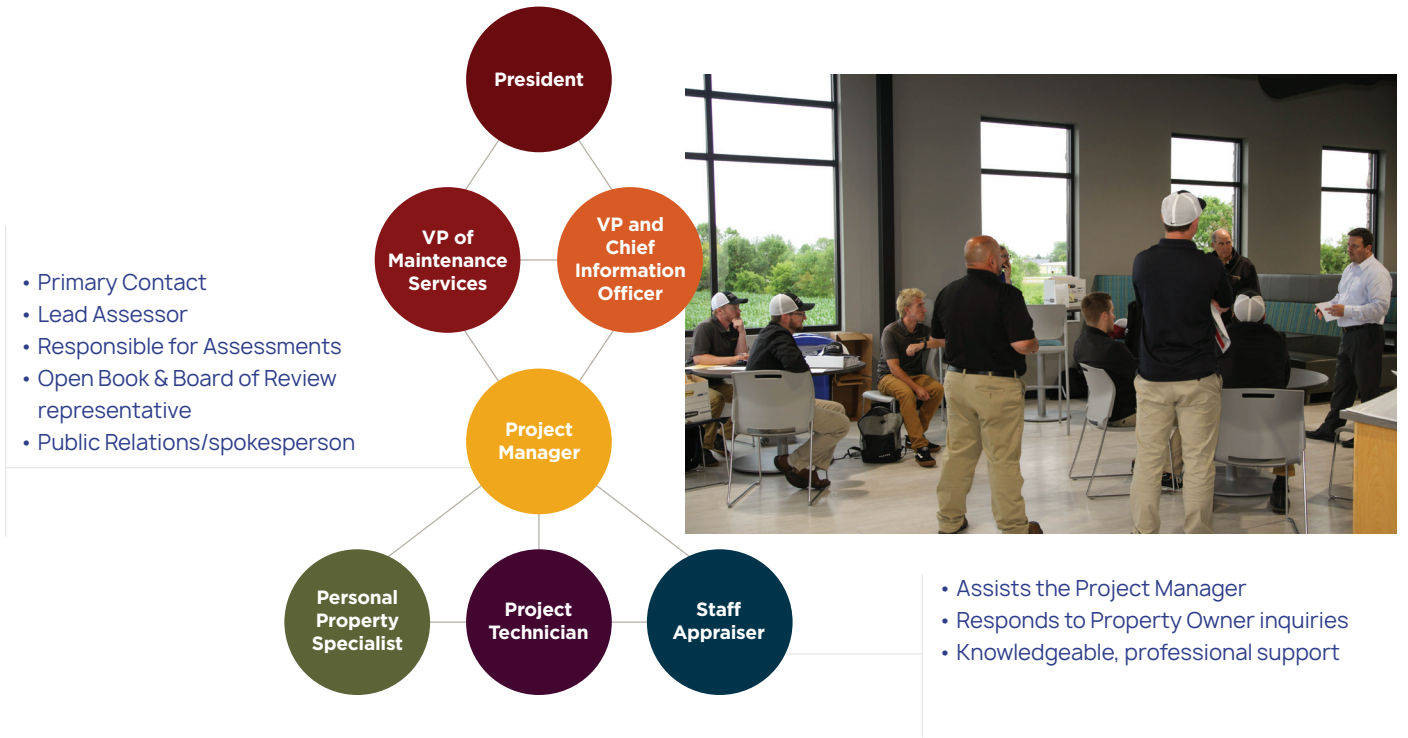 President
VP of
Maintenance
Services
VP and
Chief
Information
Officer
• Primary Contact
• Lead Assessor
• Responsible for Assessments
• Open Book & Board of Review
representative
• Public Relations/spokesperson
Project
Manager
Personal
Property
Specialist
Project
Technician
Staff
Appraiser
• Assists the Project Manager
• Responds to Property Owner inquiries
• Knowledgeable, professional support